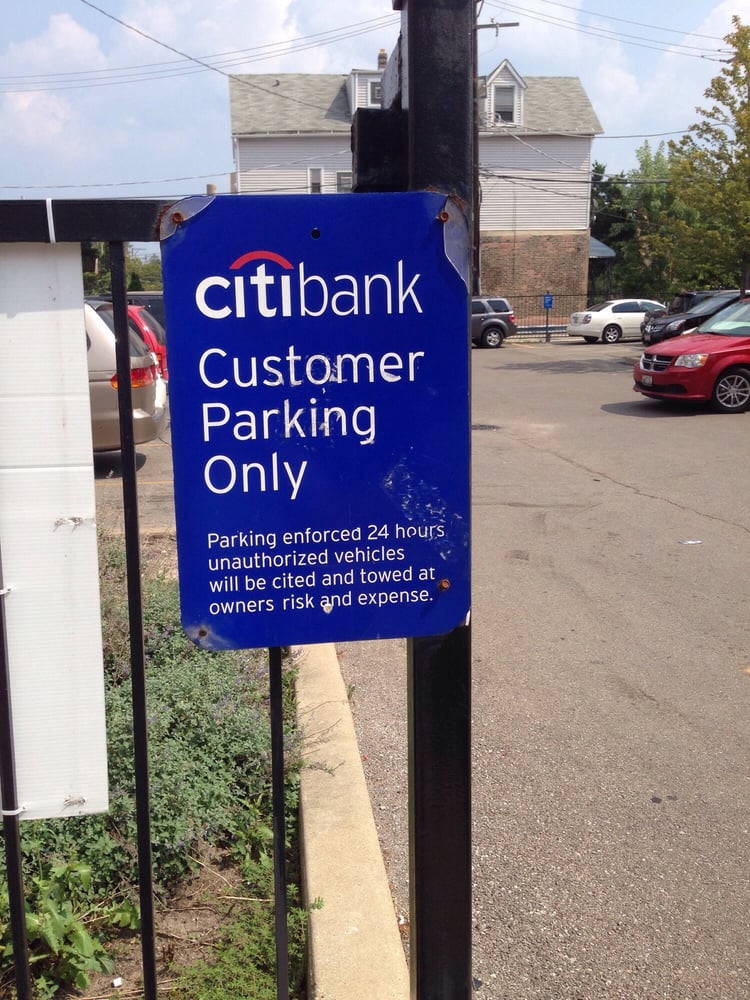 citibank
Customer
Parking
Only
Parking enforced 24 hours
unauthorized vehicles
will be cited and towed at
owners risk and expense.